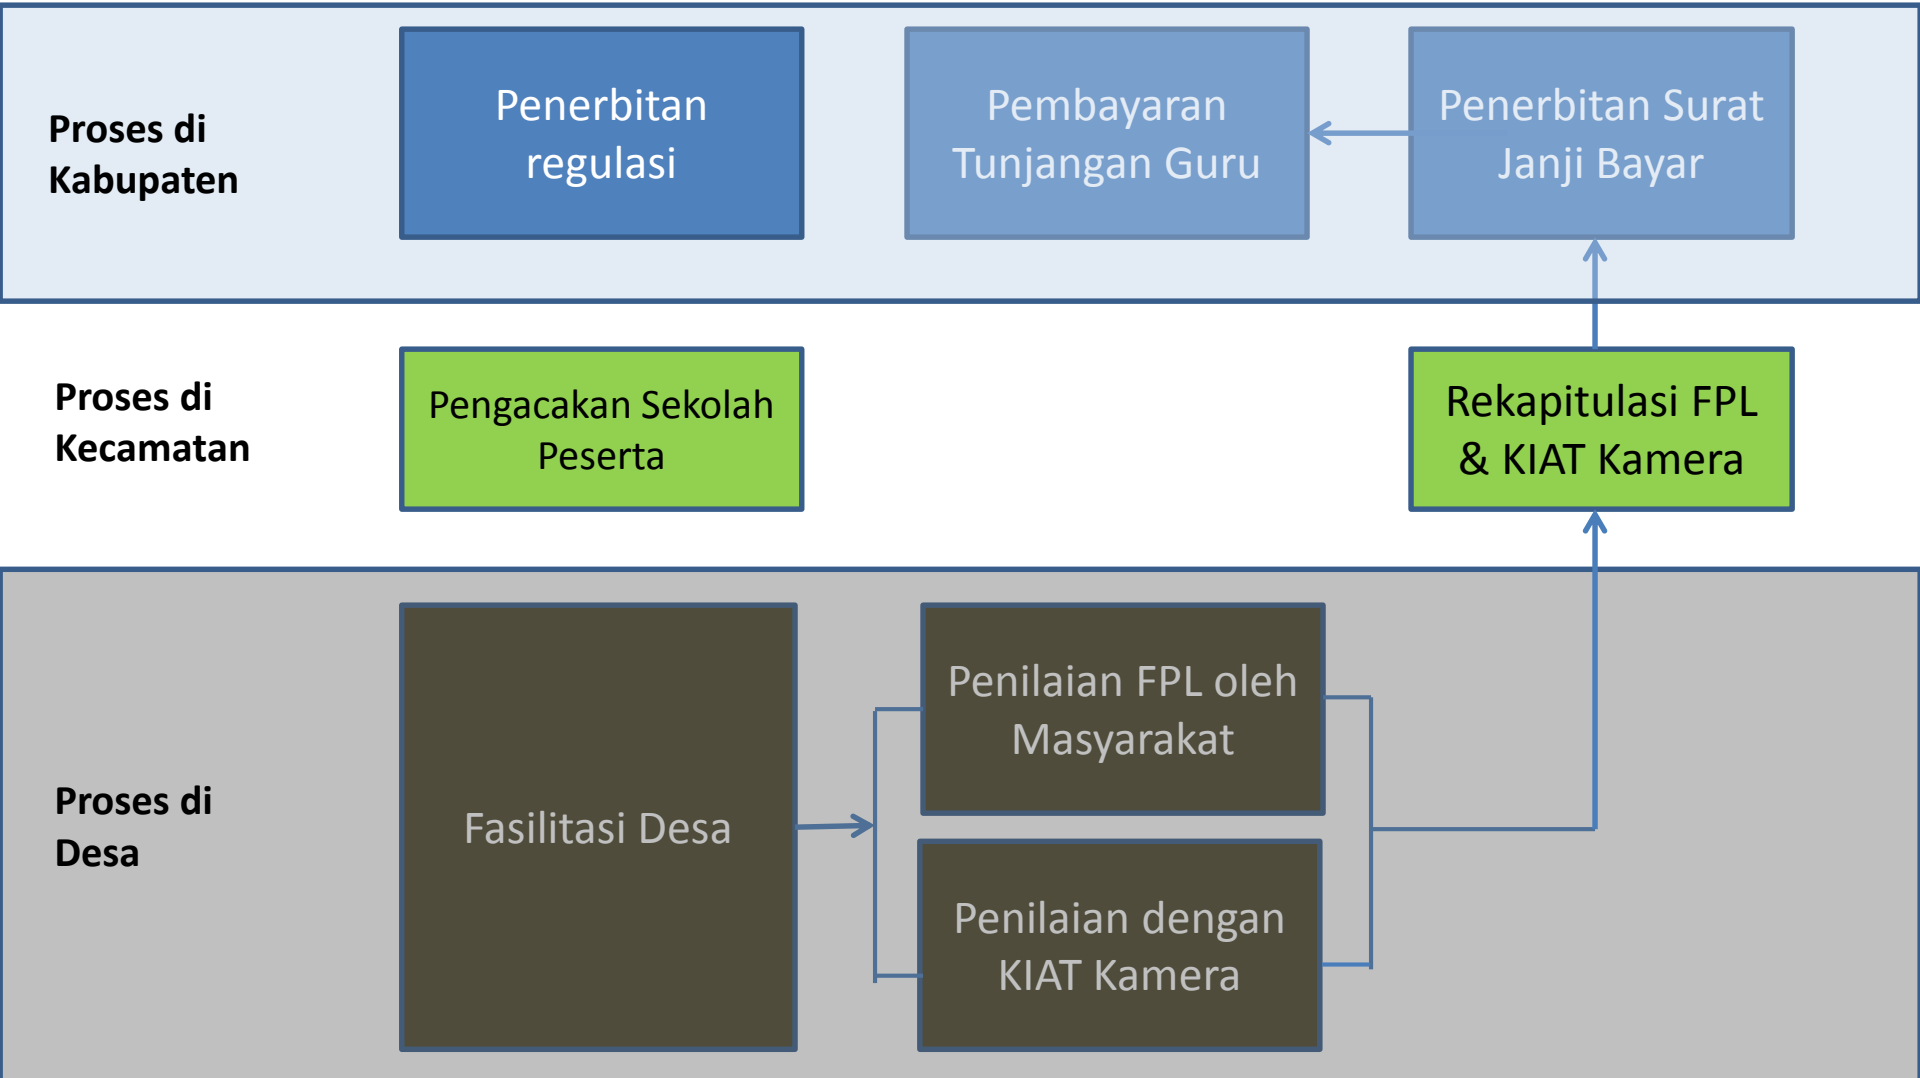 Proses di
Kabupaten
Penerbitan
regulasi
Pembayaran
Tunjangan Guru
Penerbitan Surat
Janji Bayar
Proses di
Kecamatan
Pengacakan Sekolah
Peserta
Rekapitulasi FPL
& KIAT Kamera
Proses di
Desa
Fasilitasi Desa
Penilaian FPL oleh
Masyarakat
Penilaian dengan
KIAT Kamera